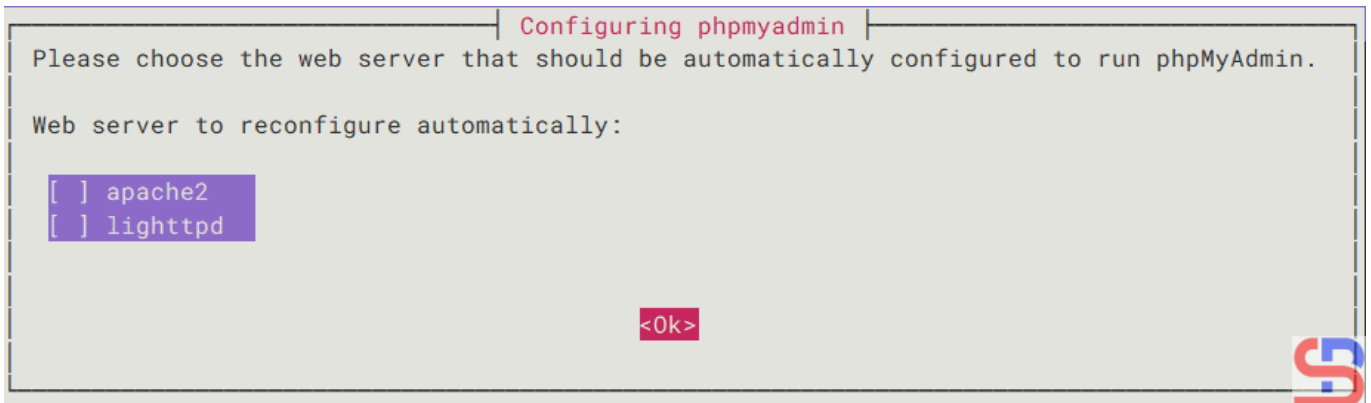 Configuring phpmyadmin
Please choose the web server that should be automatically configured to run phpMyAdmin.
Web server to reconfigure automatically:
[ ] apache2
[ ] lighttpd
<Ok>